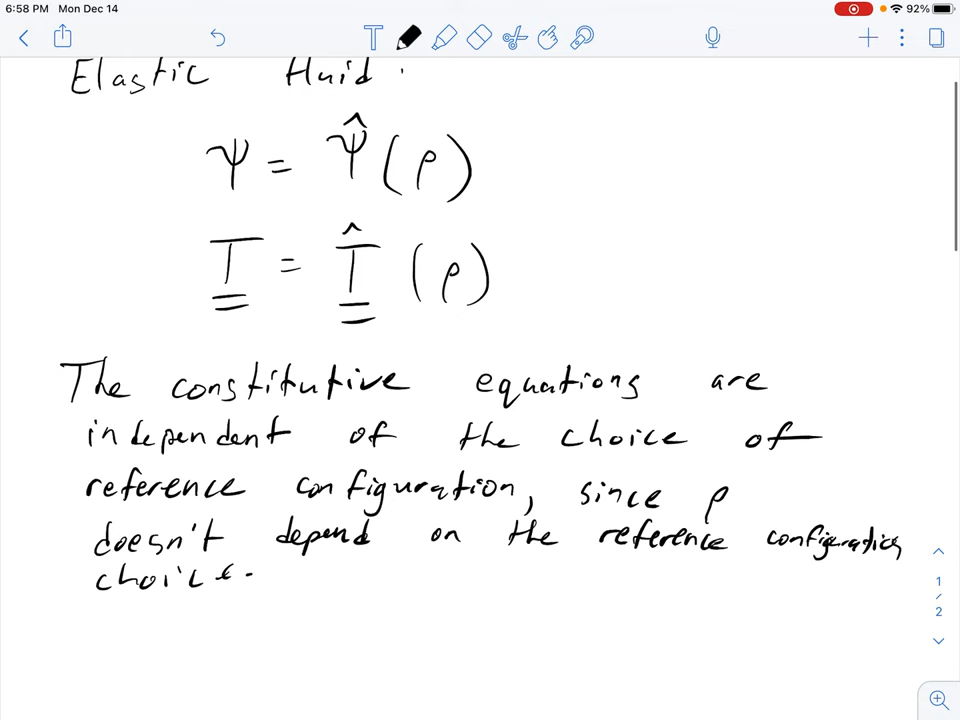 6:58 PM Mon Dec 14
92%
Elastic fluid:
Ψ = Ψ̂(ρ)
T = T̂(ρ)
The constitutive equations are
independent of the choice of
reference configuration, since ρ
doesn't depend on the reference configuration
choice.
1
/
2